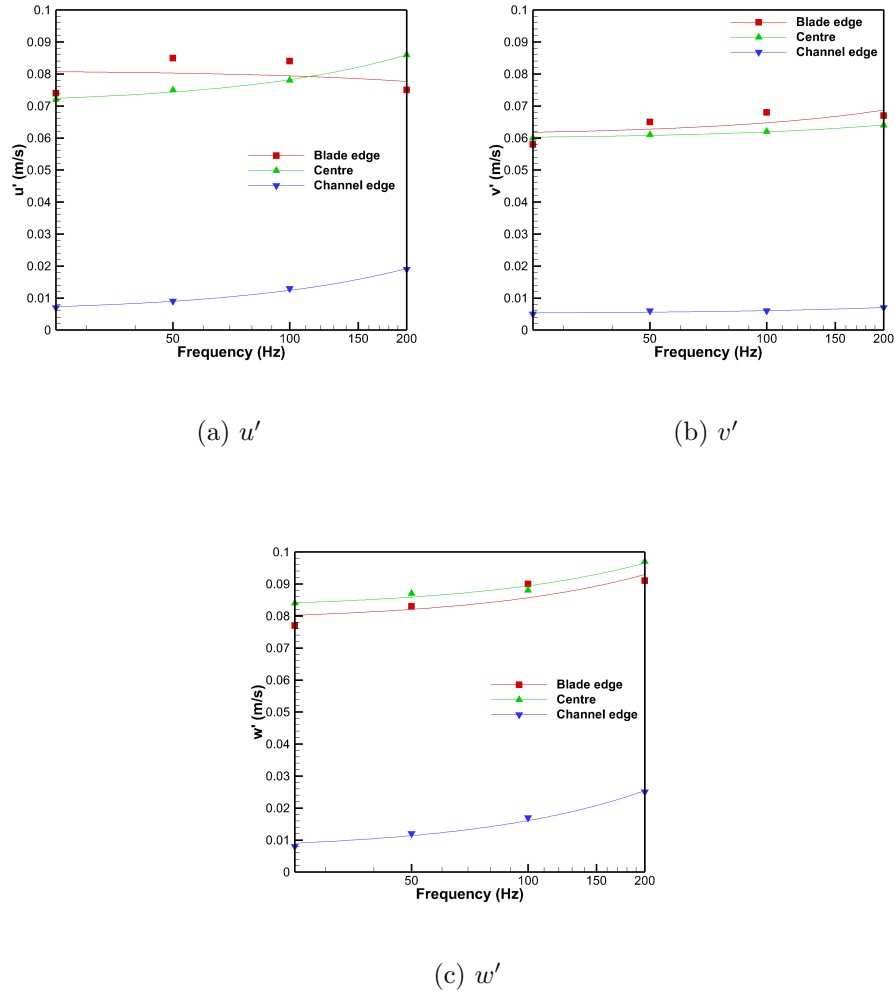 0.1
0.09
0.08
0.07
0.06
0.05
0.04
0.03
0.02
0.01
0
u' (m/s)
Blade edge
Centre
Channel edge
50
100
150
200
Frequency (Hz)
(a) u′
0.1
0.09
0.08
0.07
0.06
0.05
0.04
0.03
0.02
0.01
0
v' (m/s)
Blade edge
Centre
Channel edge
50
100
150
200
Frequency (Hz)
(b) v′
0.1
0.09
0.08
0.07
0.06
0.05
0.04
0.03
0.02
0.01
0
w' (m/s)
Blade edge
Centre
Channel edge
50
100
150
200
Frequency (Hz)
(c) w′